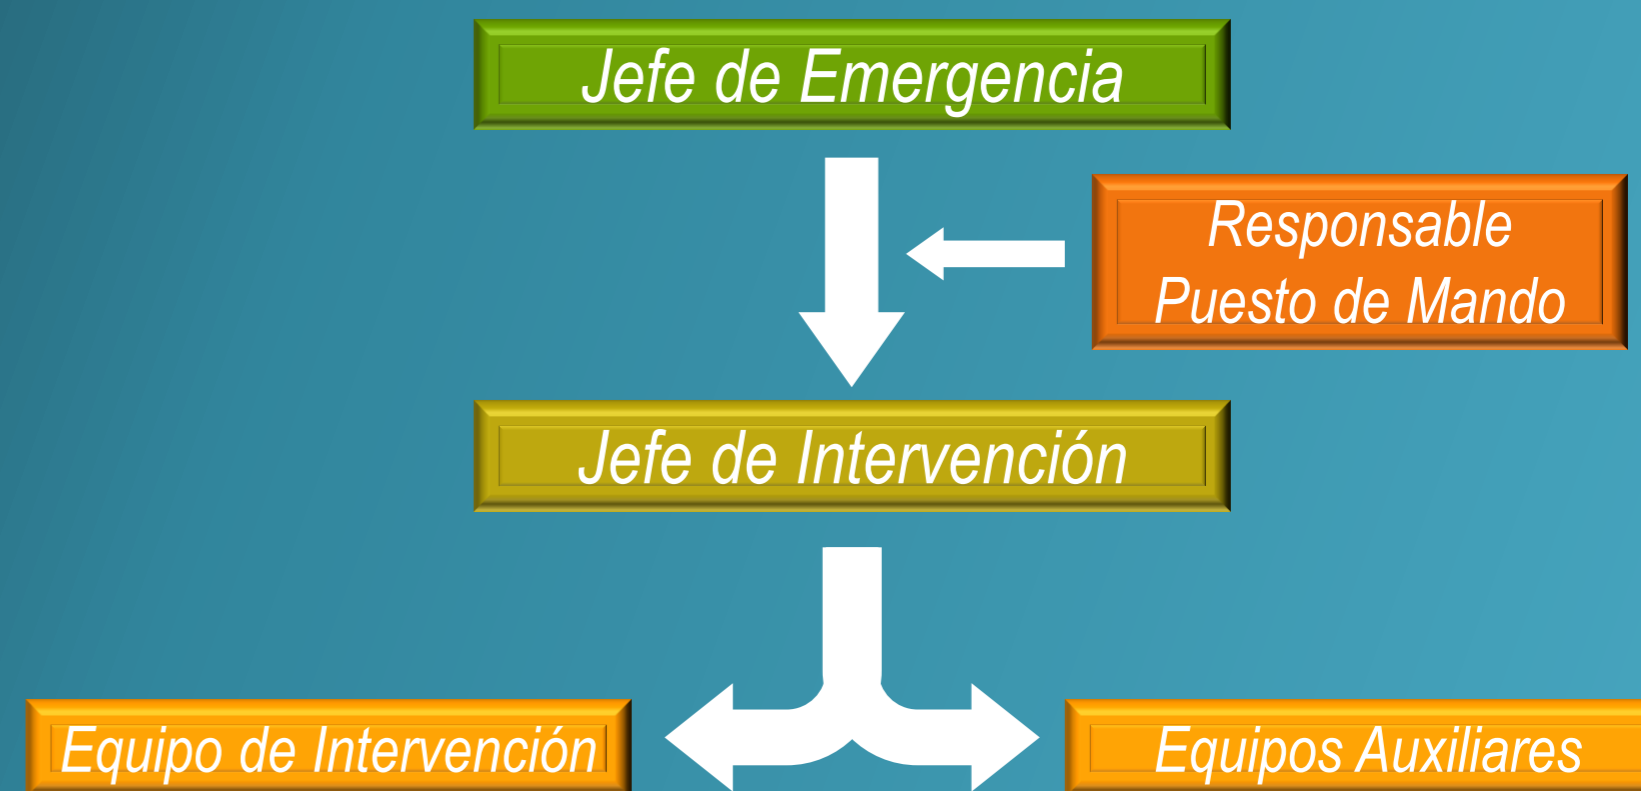 Jefe de Emergencia
Responsable
Puesto de Mando
Jefe de Intervención
Equipo de Intervención
Equipos Auxiliares